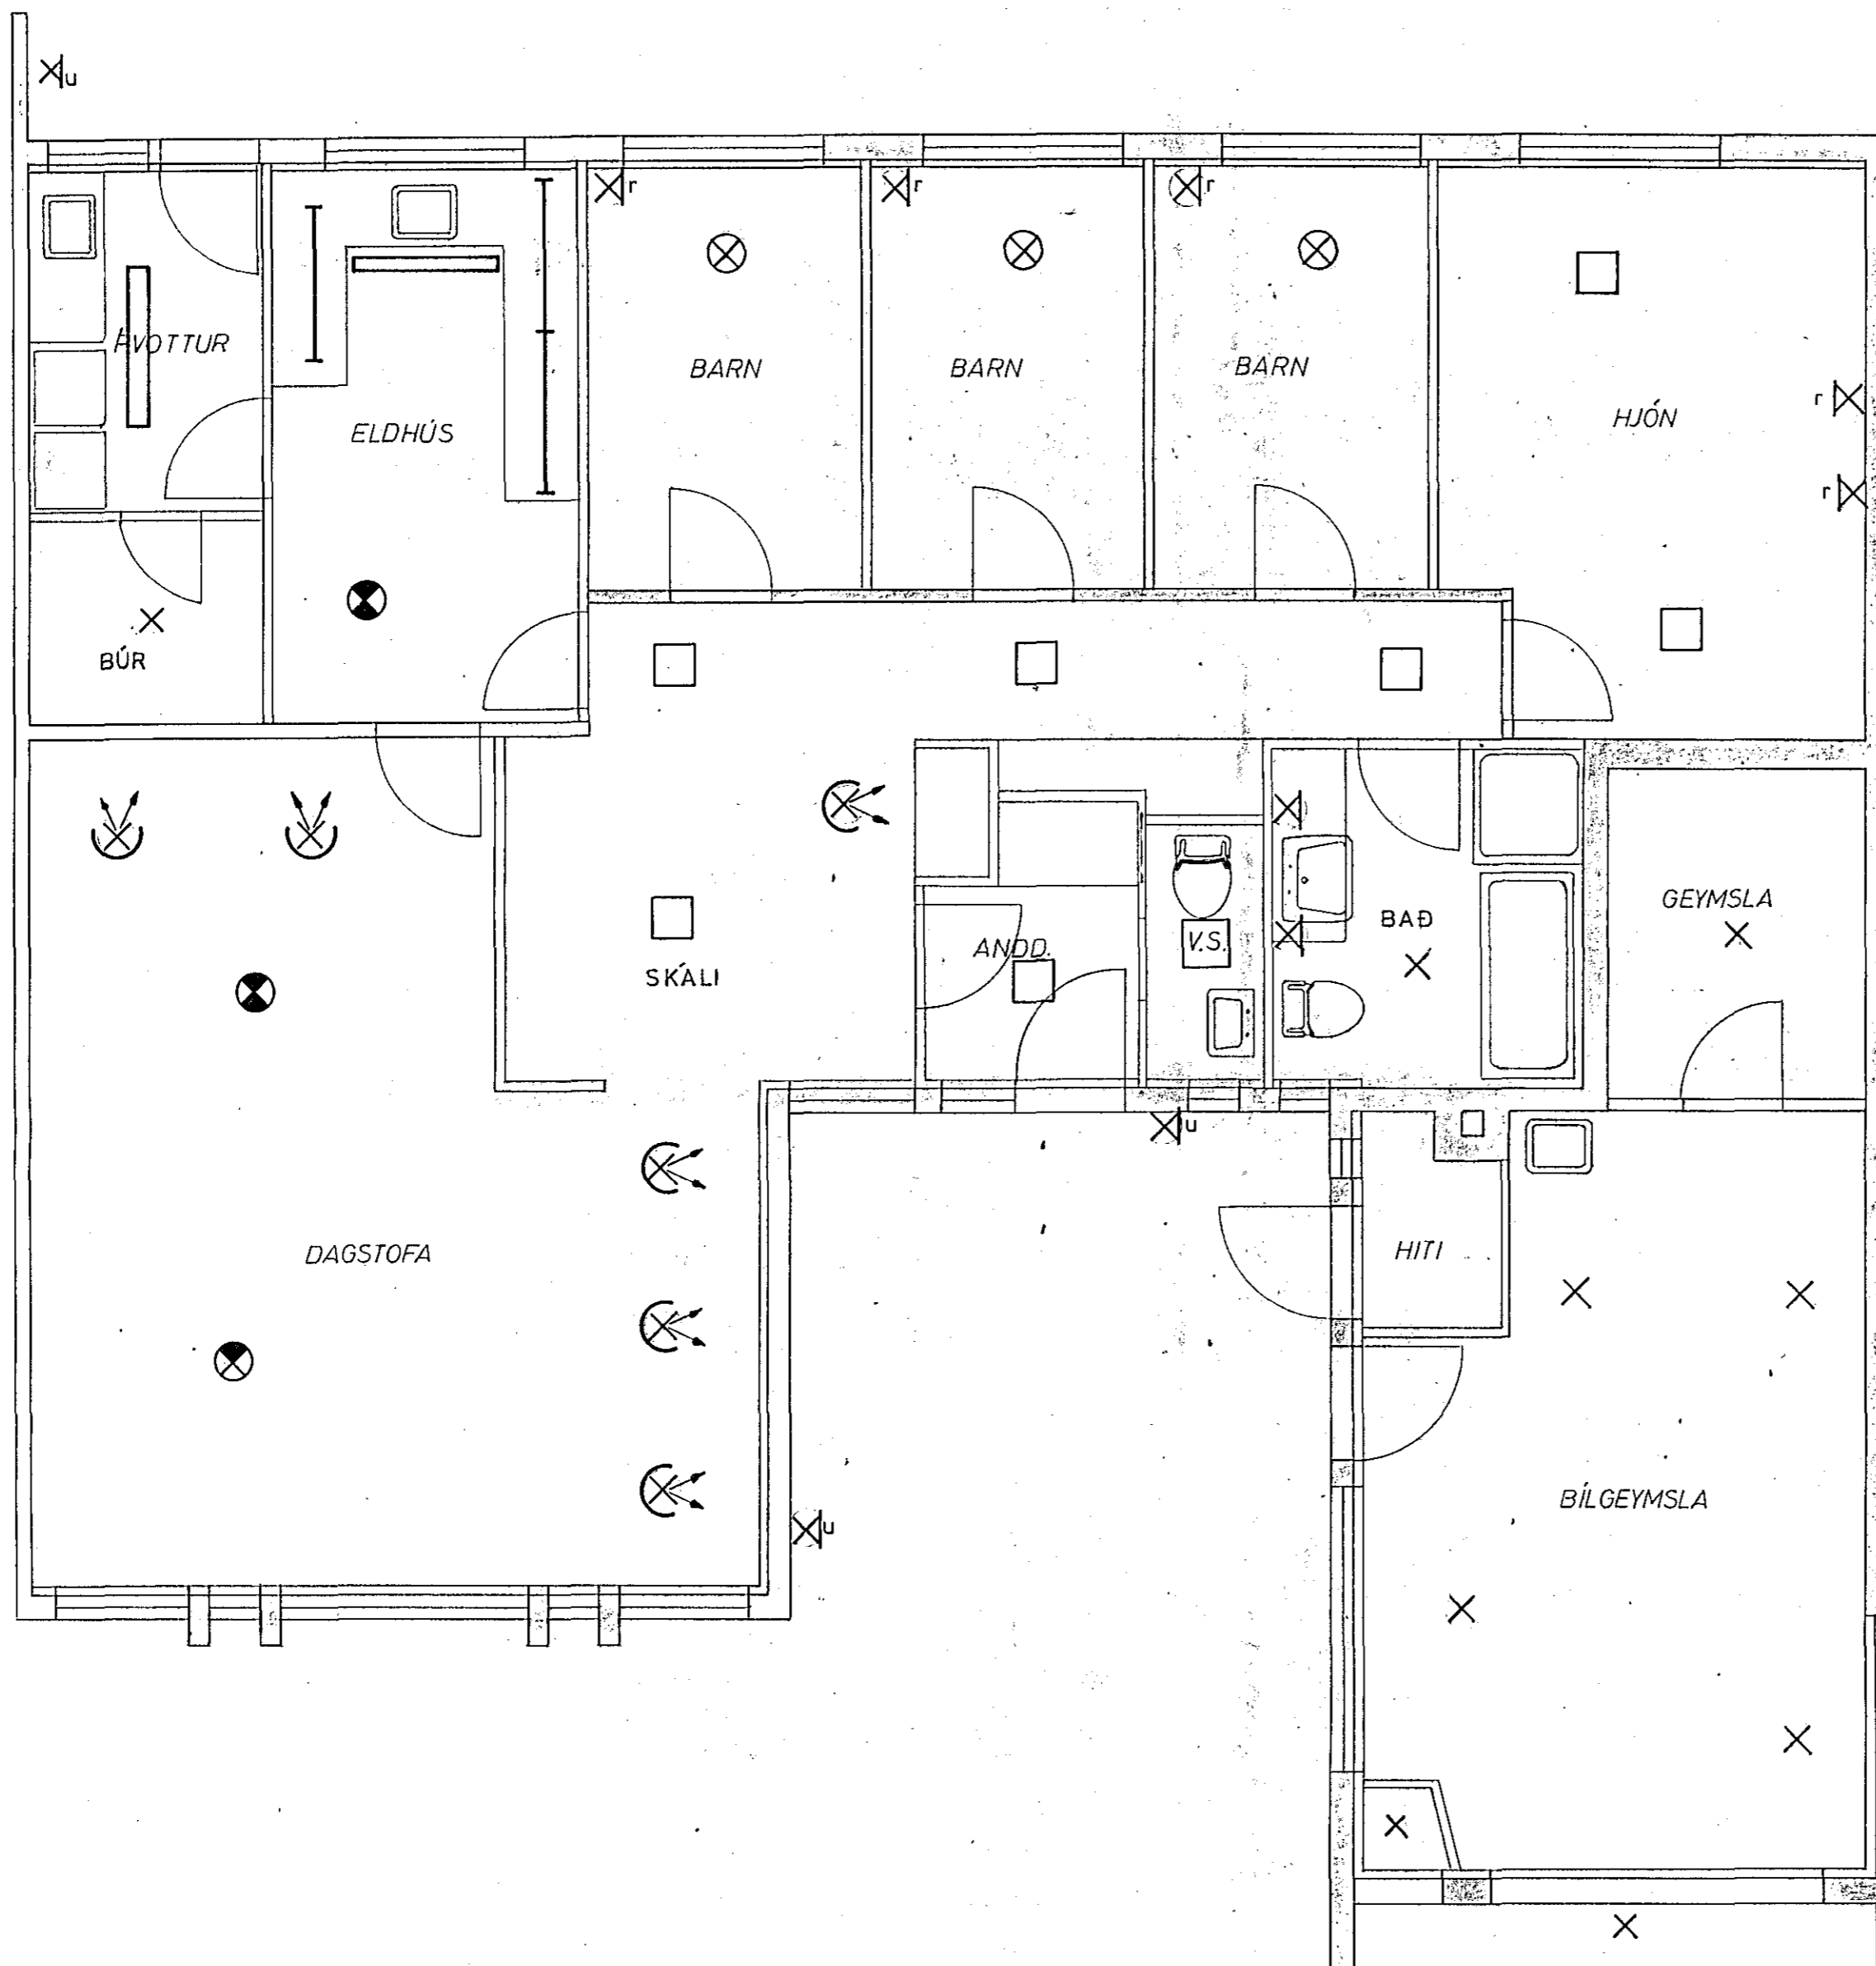 u
r
r
r
ÞVOTTUR
BARN
BARN
BARN
r
HJÓN
ELDHÚS
r
BÚR
GEYMSLA
BAÐ
V.S.
ANDD.
SKÁLI
u
DAGSTOFA
HITI
BÍLGEYMSLA
u